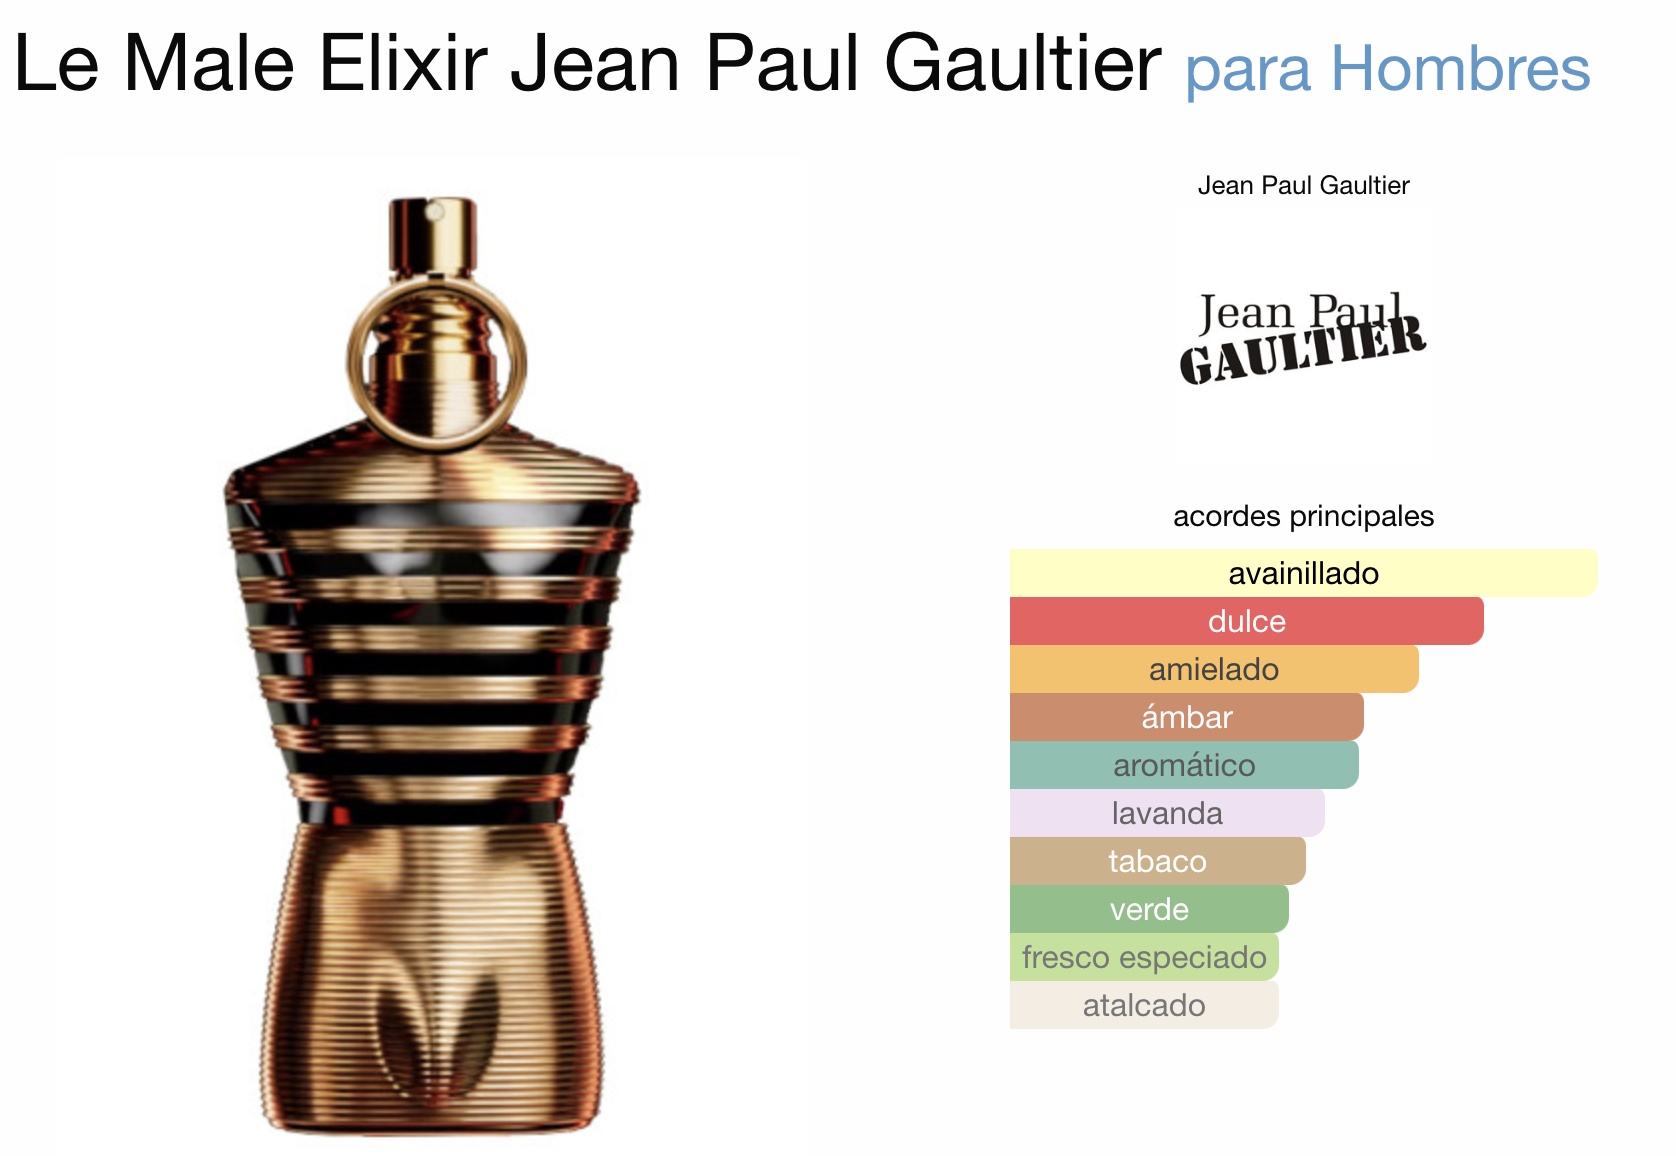 Le Male Elixir Jean Paul Gaultier para Hombres
Jean Paul Gaultier
Jean Paul
GAULTIER
acordes principales
avainillado
dulce
amielado
ámbar
aromático
lavanda
tabaco
verde
fresco especiado
atalcado